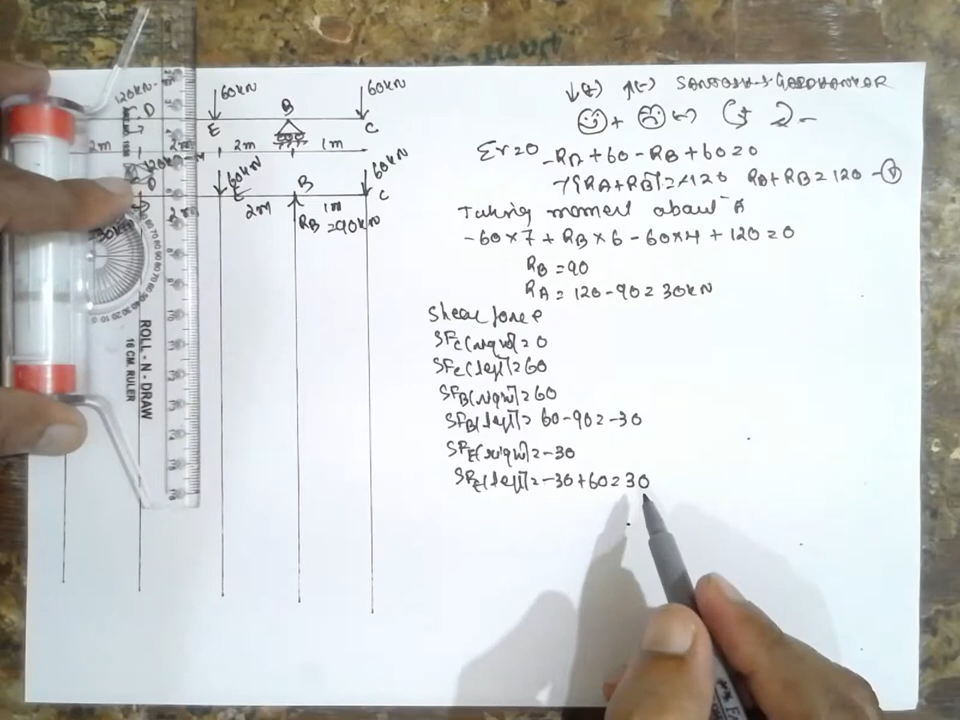 120kN-
60kN
60kN
D
E
B
C
2m
2m
2m
1m
120kN-M
60kN
60kN
D
E
B
C
2m
2m
1m
RB=90kN
30kN
ROLL - N - DRAW
16 CM. RULER
↓(+) ↑(-)
+ (-) -
Σv=0 -RA+60-RB+60=0
-(RA+RB)=-120 RA+RB=120 -①
Taking moment about A
-60×7+RB×6-60×4+120=0
RB=90
RA=120-90=30kN
Shear force
SFC(right)=0
SFC(left)=60
SFB(right)=60
SFB(left)=60-90=-30
SFE(right)=-30
SFE(left)=-30+60=30